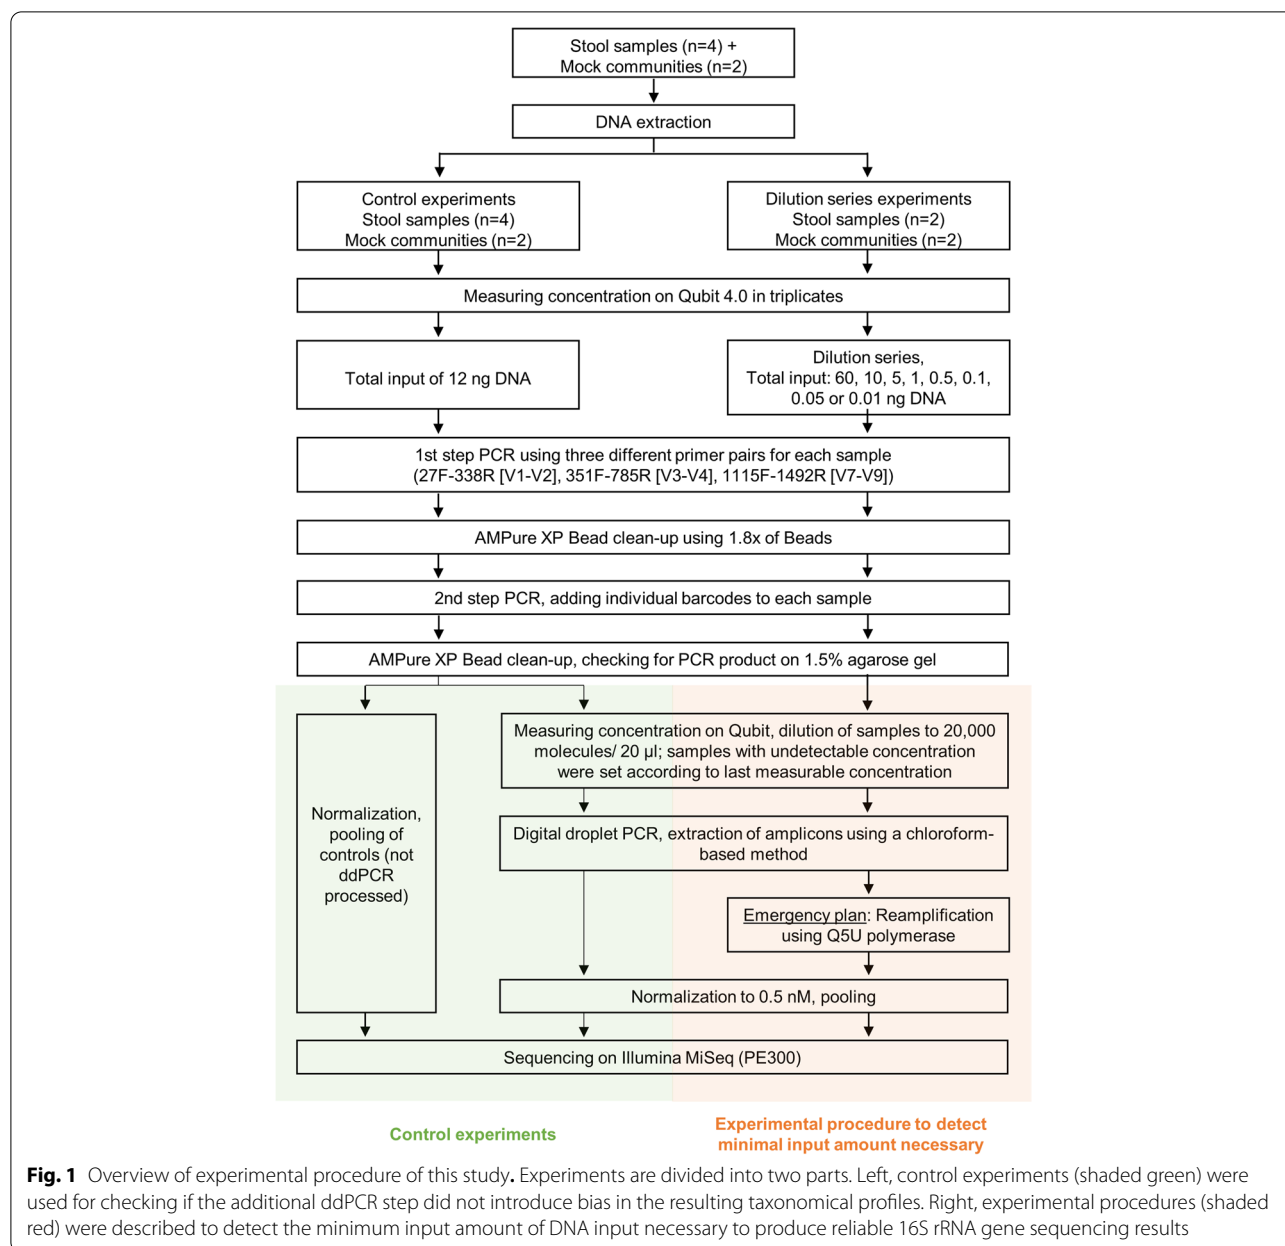 Stool samples (n=4) +
Mock communities (n=2)
DNA extraction
Control experiments
Stool samples (n=4)
Mock communities (n=2)
Dilution series experiments
Stool samples (n=2)
Mock communities (n=2)
Measuring concentration on Qubit 4.0 in triplicates
Total input of 12 ng DNA
Dilution series,
Total input: 60, 10, 5, 1, 0.5, 0.1,
0.05 or 0.01 ng DNA
1st step PCR using three different primer pairs for each sample
(27F-338R [V1-V2], 351F-785R [V3-V4], 1115F-1492R [V7-V9])
AMPure XP Bead clean-up using 1.8x of Beads
2nd step PCR, adding individual barcodes to each sample
AMPure XP Bead clean-up, checking for PCR product on 1.5% agarose gel
Normalization,
pooling of
controls (not
ddPCR
processed)
Measuring concentration on Qubit, dilution of samples to 20,000
molecules/ 20 µl; samples with undetectable concentration
were set according to last measurable concentration
Digital droplet PCR, extraction of amplicons using a chloroform-
based method
Emergency plan: Reamplification
using Q5U polymerase
Normalization to 0.5 nM, pooling
Sequencing on Illumina MiSeq (PE300)
Control experiments
Experimental procedure to detect
minimal input amount necessary
Fig. 1 Overview of experimental procedure of this study. Experiments are divided into two parts. Left, control experiments (shaded green) were
used for checking if the additional ddPCR step did not introduce bias in the resulting taxonomical profiles. Right, experimental procedures (shaded
red) were described to detect the minimum input amount of DNA input necessary to produce reliable 16S rRNA gene sequencing results